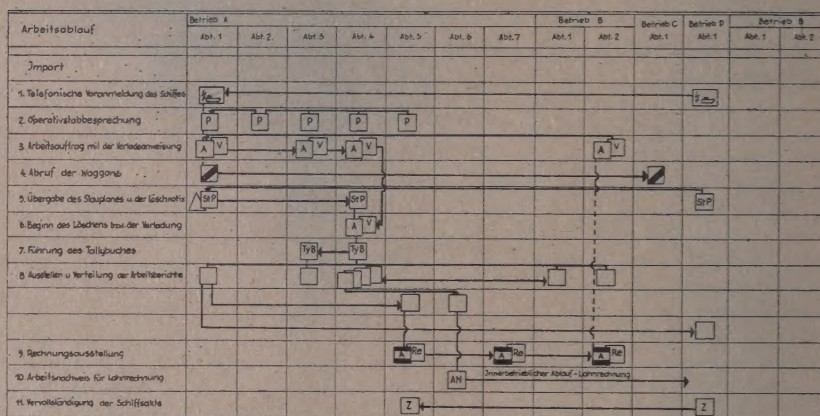 Arbeitsablauf
Betrieb A Betrieb B Betrieb C Betrieb D Betrieb B
Abt. 1 Abt. 2. Abt. 3 Abt. 4 Abt. 5 Abt. 6 Abt. 7 Abt. 1 Abt. 2 Abt. 1 Abt. 1 Abt. 1 Abt. 2
Import
1. Telefonische Voranmeldung des Schiffes
2. Operativstabbesprechung P P P P P
3. Arbeitsauftrag mit der Verladeanweisung A V A V A V A V
4. Abruf der Waggons
5. Übergabe des Stauplanes u. der Löschnotiz StP StP StP
6. Beginn des Löschens bzw. der Verladung A V
7. Führung des Tallybuches TyB TyB
8. Ausstellen u. Verteilung der Arbeitsberichte
9. Rechnungsausstellung A Re A Re A Re
10. Arbeitsnachweis für Lohnrechnung AN Innerbetrieblicher Ablauf - Lohnrechnung
11. Vervollständigung der Schiffsakte Z Z